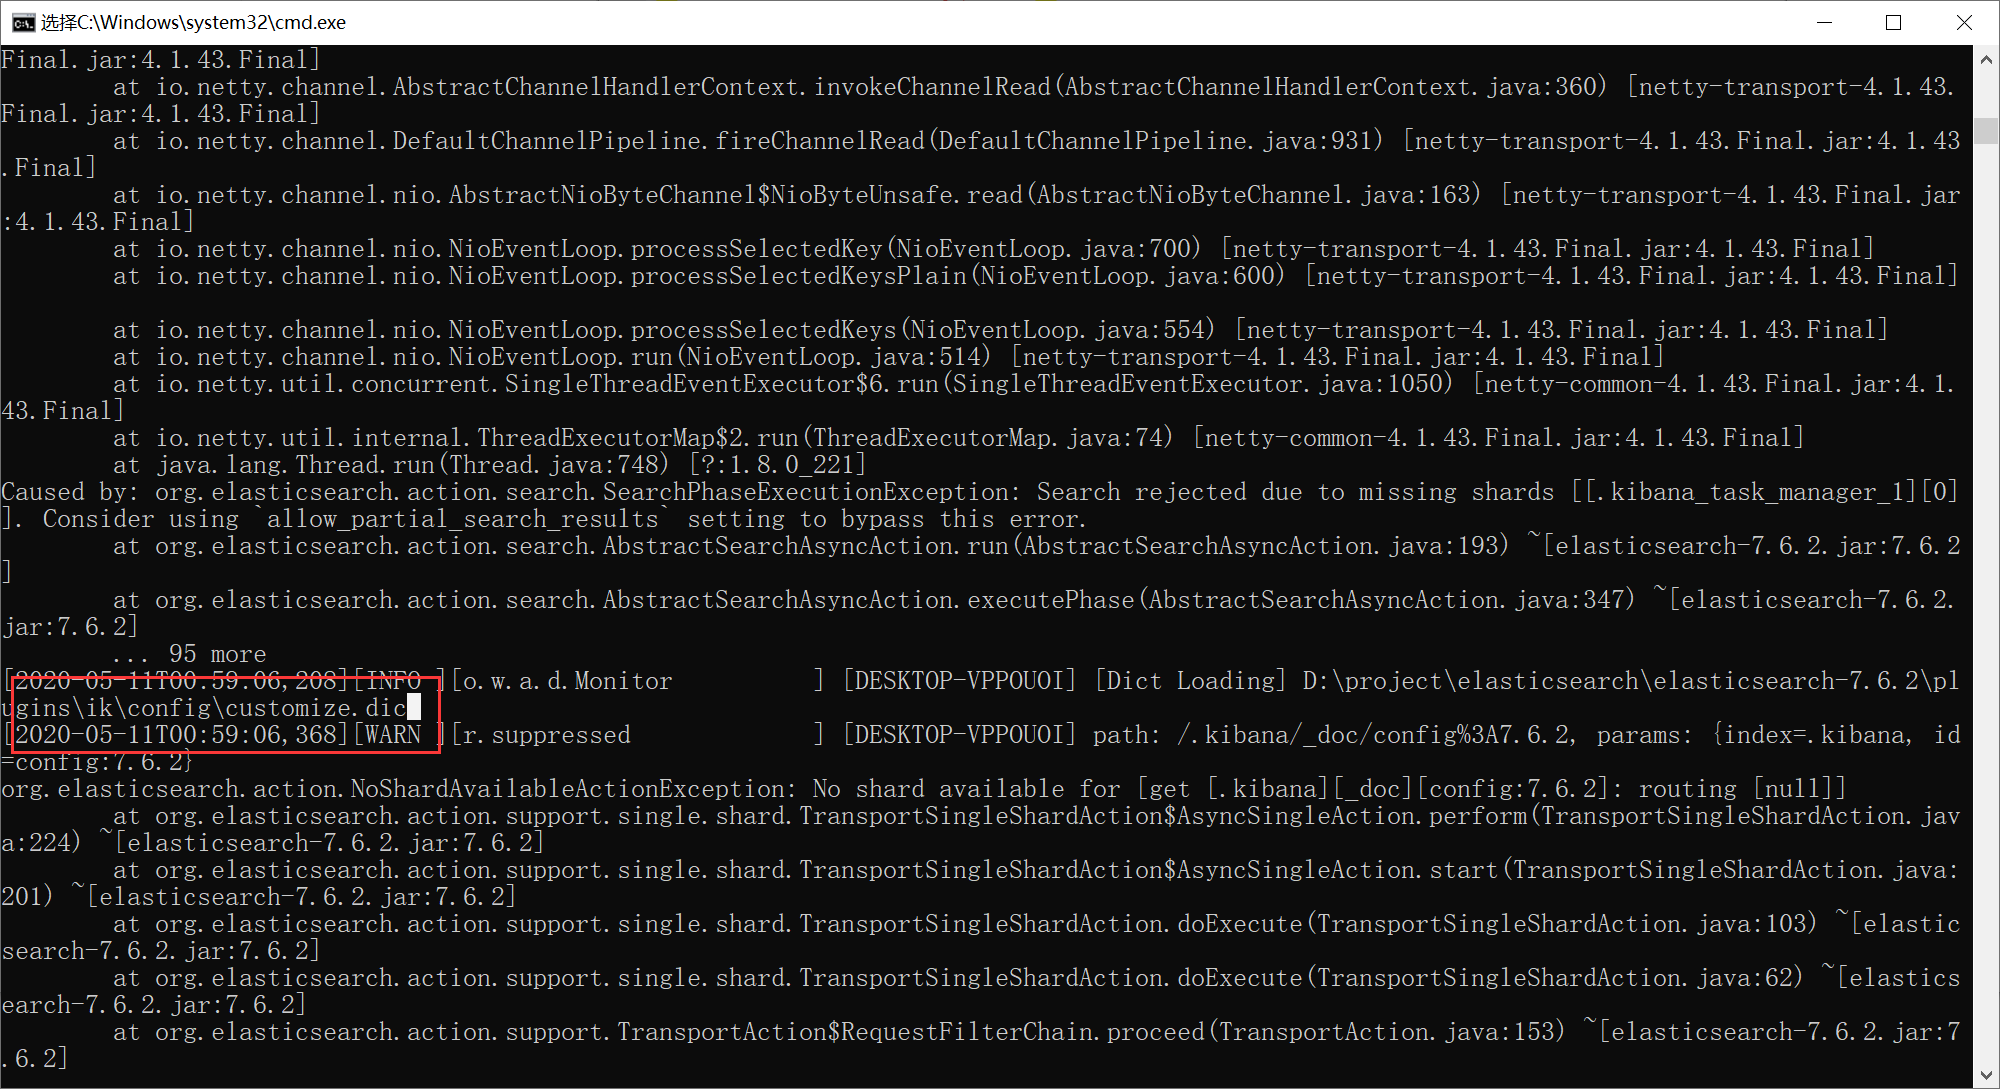 选择C:\Windows\system32\cmd.exe
Final.jar:4.1.43.Final]
at io.netty.channel.AbstractChannelHandlerContext.invokeChannelRead(AbstractChannelHandlerContext.java:360) [netty-transport-4.1.43.
Final.jar:4.1.43.Final]
at io.netty.channel.DefaultChannelPipeline.fireChannelRead(DefaultChannelPipeline.java:931) [netty-transport-4.1.43.Final.jar:4.1.43
.Final]
at io.netty.channel.nio.AbstractNioByteChannel$NioByteUnsafe.read(AbstractNioByteChannel.java:163) [netty-transport-4.1.43.Final.jar
:4.1.43.Final]
at io.netty.channel.nio.NioEventLoop.processSelectedKey(NioEventLoop.java:700) [netty-transport-4.1.43.Final.jar:4.1.43.Final]
at io.netty.channel.nio.NioEventLoop.processSelectedKeysPlain(NioEventLoop.java:600) [netty-transport-4.1.43.Final.jar:4.1.43.Final]
at io.netty.channel.nio.NioEventLoop.processSelectedKeys(NioEventLoop.java:554) [netty-transport-4.1.43.Final.jar:4.1.43.Final]
at io.netty.channel.nio.NioEventLoop.run(NioEventLoop.java:514) [netty-transport-4.1.43.Final.jar:4.1.43.Final]
at io.netty.util.concurrent.SingleThreadEventExecutor$6.run(SingleThreadEventExecutor.java:1050) [netty-common-4.1.43.Final.jar:4.1.
43.Final]
at io.netty.util.internal.ThreadExecutorMap$2.run(ThreadExecutorMap.java:74) [netty-common-4.1.43.Final.jar:4.1.43.Final]
at java.lang.Thread.run(Thread.java:748) [?:1.8.0_221]
Caused by: org.elasticsearch.action.search.SearchPhaseExecutionException: Search rejected due to missing shards [[.kibana_task_manager_1][0]
]. Consider using `allow_partial_search_results` setting to bypass this error.
at org.elasticsearch.action.search.AbstractSearchAsyncAction.run(AbstractSearchAsyncAction.java:193) ~[elasticsearch-7.6.2.jar:7.6.2
]
at org.elasticsearch.action.search.AbstractSearchAsyncAction.executePhase(AbstractSearchAsyncAction.java:347) ~[elasticsearch-7.6.2.
jar:7.6.2]
... 95 more
[2020-05-11T00:59:06,208][INFO ][o.w.a.d.Monitor          ] [DESKTOP-VPPOUOI] [Dict Loading] D:\project\elasticsearch\elasticsearch-7.6.2\pl
ugins\ik\config\customize.dic
[2020-05-11T00:59:06,368][WARN ][r.suppressed             ] [DESKTOP-VPPOUOI] path: /.kibana/_doc/config%3A7.6.2, params: {index=.kibana, id
=config:7.6.2}
org.elasticsearch.action.NoShardAvailableActionException: No shard available for [get [.kibana][_doc][config:7.6.2]: routing [null]]
at org.elasticsearch.action.support.single.shard.TransportSingleShardAction$AsyncSingleAction.perform(TransportSingleShardAction.jav
a:224) ~[elasticsearch-7.6.2.jar:7.6.2]
at org.elasticsearch.action.support.single.shard.TransportSingleShardAction$AsyncSingleAction.start(TransportSingleShardAction.java:
201) ~[elasticsearch-7.6.2.jar:7.6.2]
at org.elasticsearch.action.support.single.shard.TransportSingleShardAction.doExecute(TransportSingleShardAction.java:103) ~[elastic
search-7.6.2.jar:7.6.2]
at org.elasticsearch.action.support.single.shard.TransportSingleShardAction.doExecute(TransportSingleShardAction.java:62) ~[elastics
earch-7.6.2.jar:7.6.2]
at org.elasticsearch.action.support.TransportAction$RequestFilterChain.proceed(TransportAction.java:153) ~[elasticsearch-7.6.2.jar:7
.6.2]